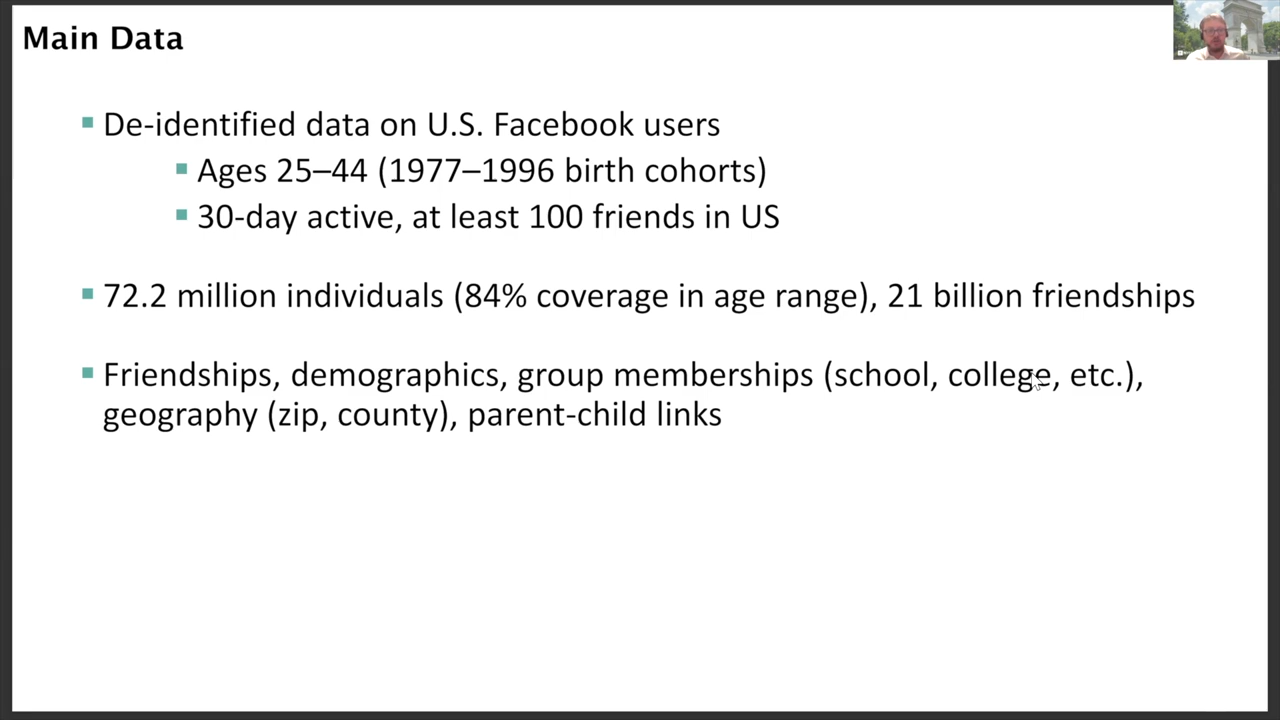 Main Data
De-identified data on U.S. Facebook users
Ages 25–44 (1977–1996 birth cohorts)
30-day active, at least 100 friends in US
72.2 million individuals (84% coverage in age range), 21 billion friendships
Friendships, demographics, group memberships (school, college, etc.),
geography (zip, county), parent-child links